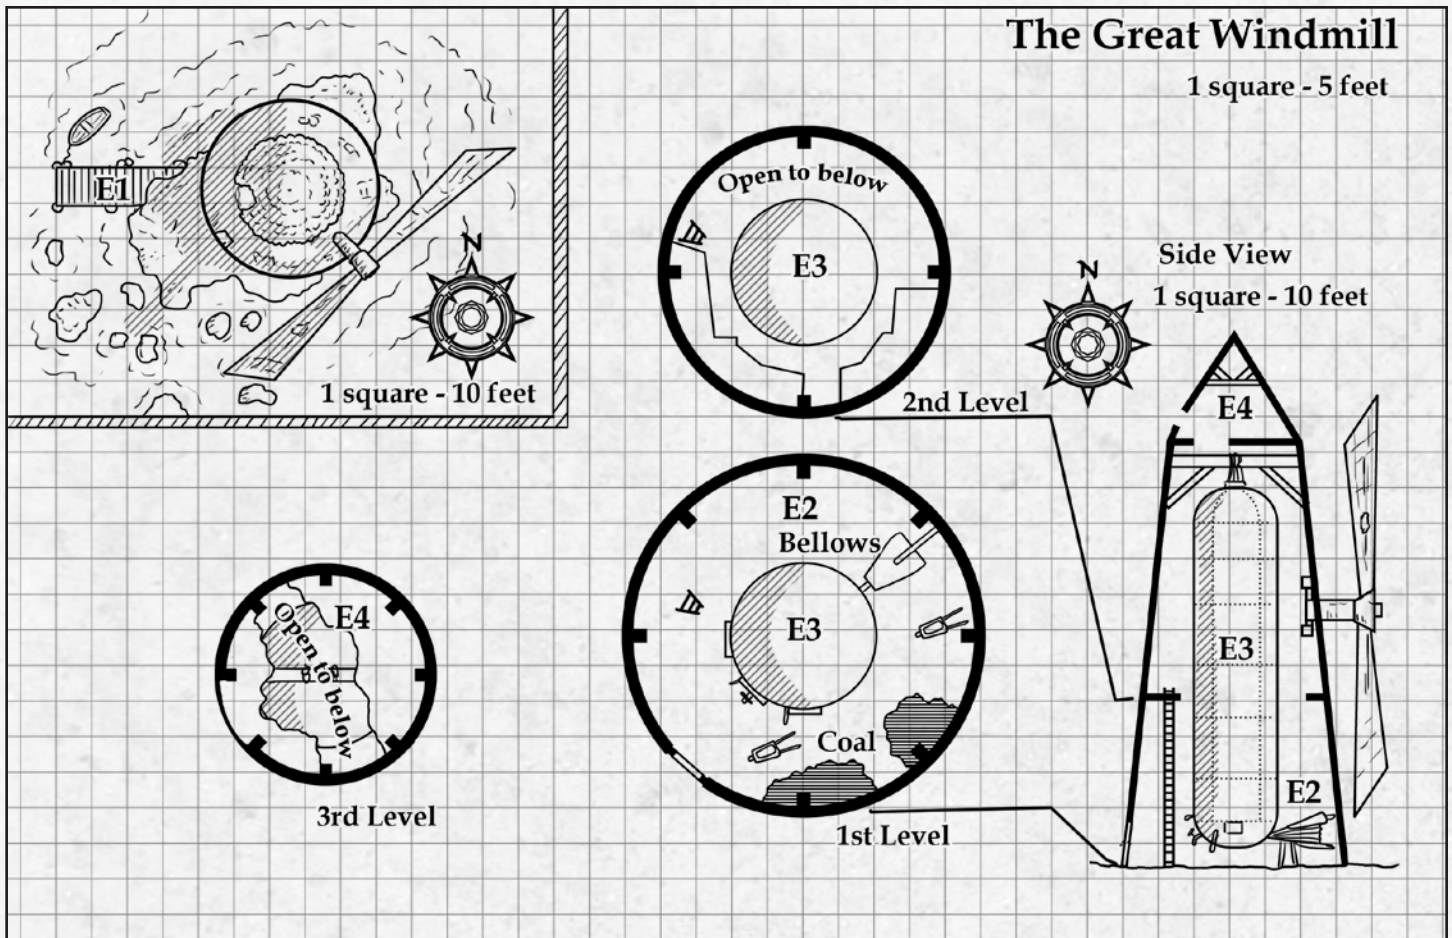 The Great Windmill
1 square - 5 feet
E1
N
1 square - 10 feet
Open to below
E3
2nd Level
N
Side View
1 square - 10 feet
E4
E3
E2
E2
Bellows
E3
Coal
1st Level
E4
Open to below
3rd Level